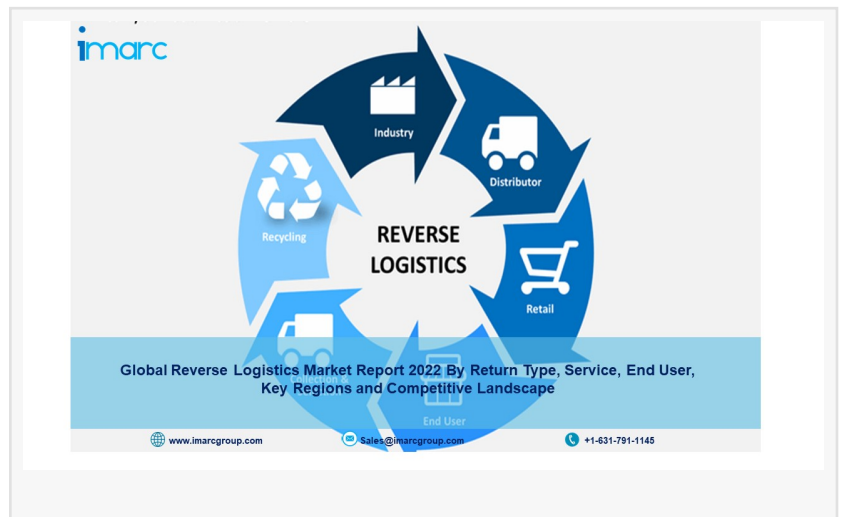 imarc
Industry
Distributor
Recycling
REVERSE
LOGISTICS
Retail
Global Reverse Logistics Market Report 2022 By Return Type, Service, End User,
Collection &
Key Regions and Competitive Landscape
End User
www.imarcgroup.com
Sales@imarcgroup.com
+1-631-791-1145